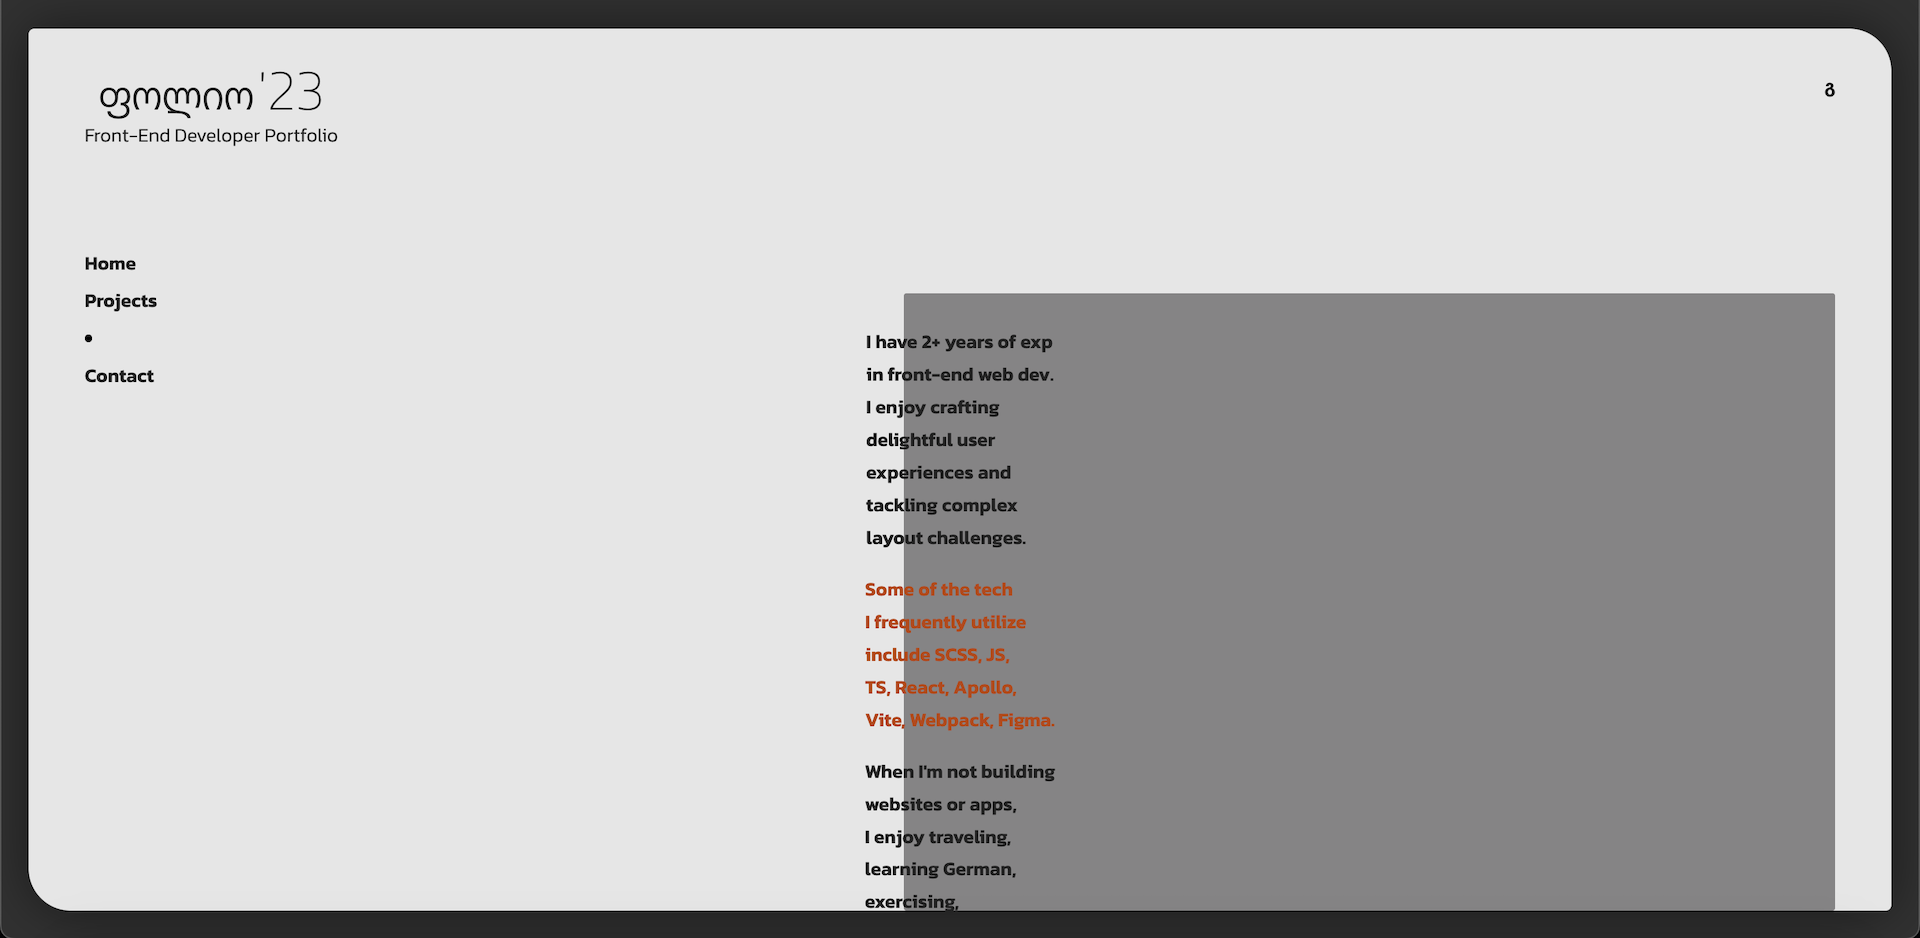 ფოლიო '23
Front-End Developer Portfolio
გ
Home
Projects
Contact
I have 2+ years of exp
in front-end web dev.
I enjoy crafting
delightful user
experiences and
tackling complex
layout challenges.
Some of the tech
I frequently utilize
include SCSS, JS,
TS, React, Apollo,
Vite, Webpack, Figma.
When I'm not building
websites or apps,
I enjoy traveling,
learning German,
exercising,